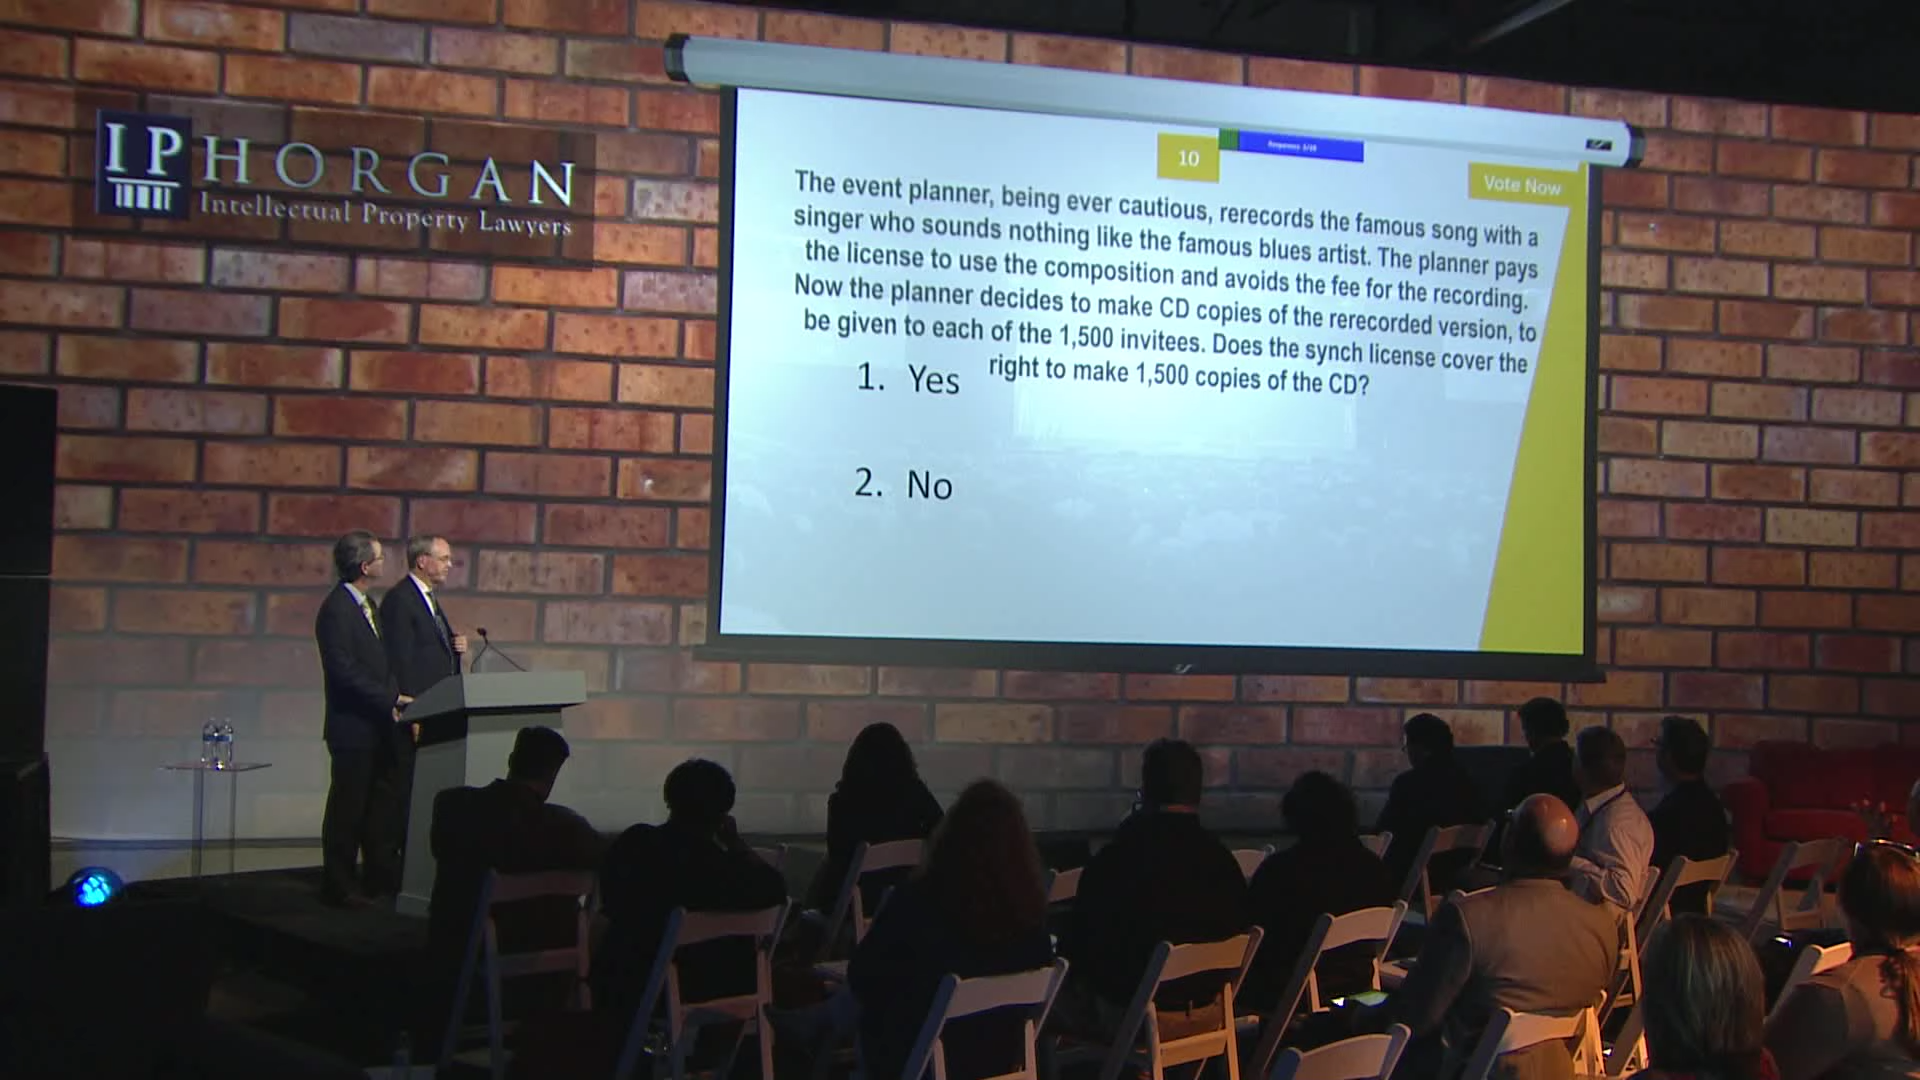 IPHORGAN
Intellectual Property Lawyers
10
Vote Now
The event planner, being ever cautious, rerecords the famous song with a
singer who sounds nothing like the famous blues artist. The planner pays
the license to use the composition and avoids the fee for the recording.
Now the planner decides to make CD copies of the rerecorded version, to
be given to each of the 1,500 invitees. Does the synch license cover the
right to make 1,500 copies of the CD?
1. Yes
2. No